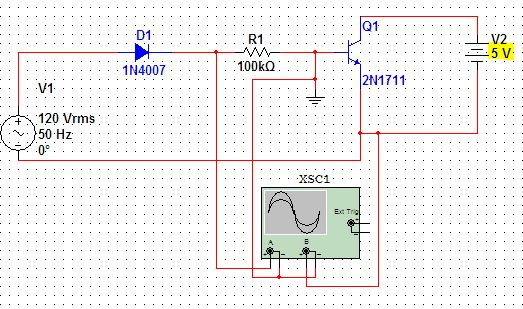 D1
1N4007
R1
100kΩ
Q1
2N1711
V2
5 V
V1
120 Vrms
50 Hz
0°
XSC1
Ext Trig
+
-
A
B
+ - + -